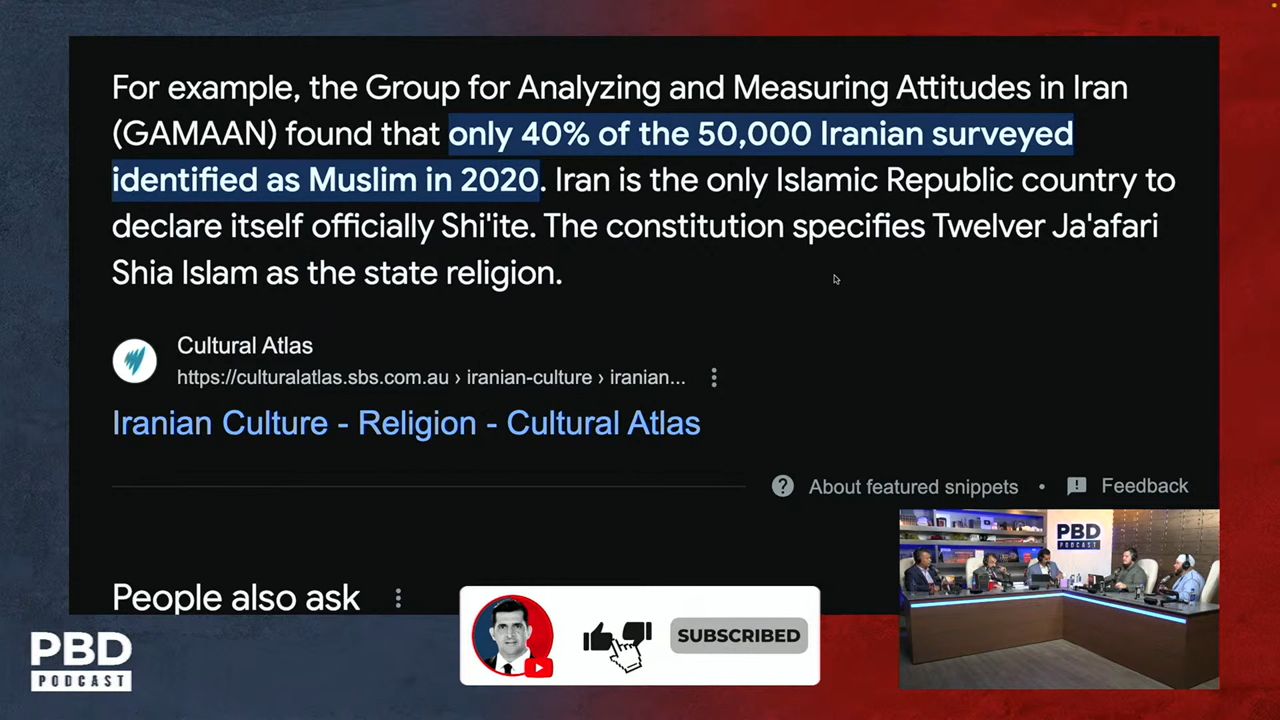 For example, the Group for Analyzing and Measuring Attitudes in Iran
(GAMAAN) found that only 40% of the 50,000 Iranian surveyed
identified as Muslim in 2020. Iran is the only Islamic Republic country to
declare itself officially Shi'ite. The constitution specifies Twelver Ja'afari
Shia Islam as the state religion.
Cultural Atlas
https://culturalatlas.sbs.com.au › iranian-culture › iranian...
Iranian Culture - Religion - Cultural Atlas
About featured snippets • Feedback
People also ask
SUBSCRIBED
PBD
PODCAST
PBD
PODCAST